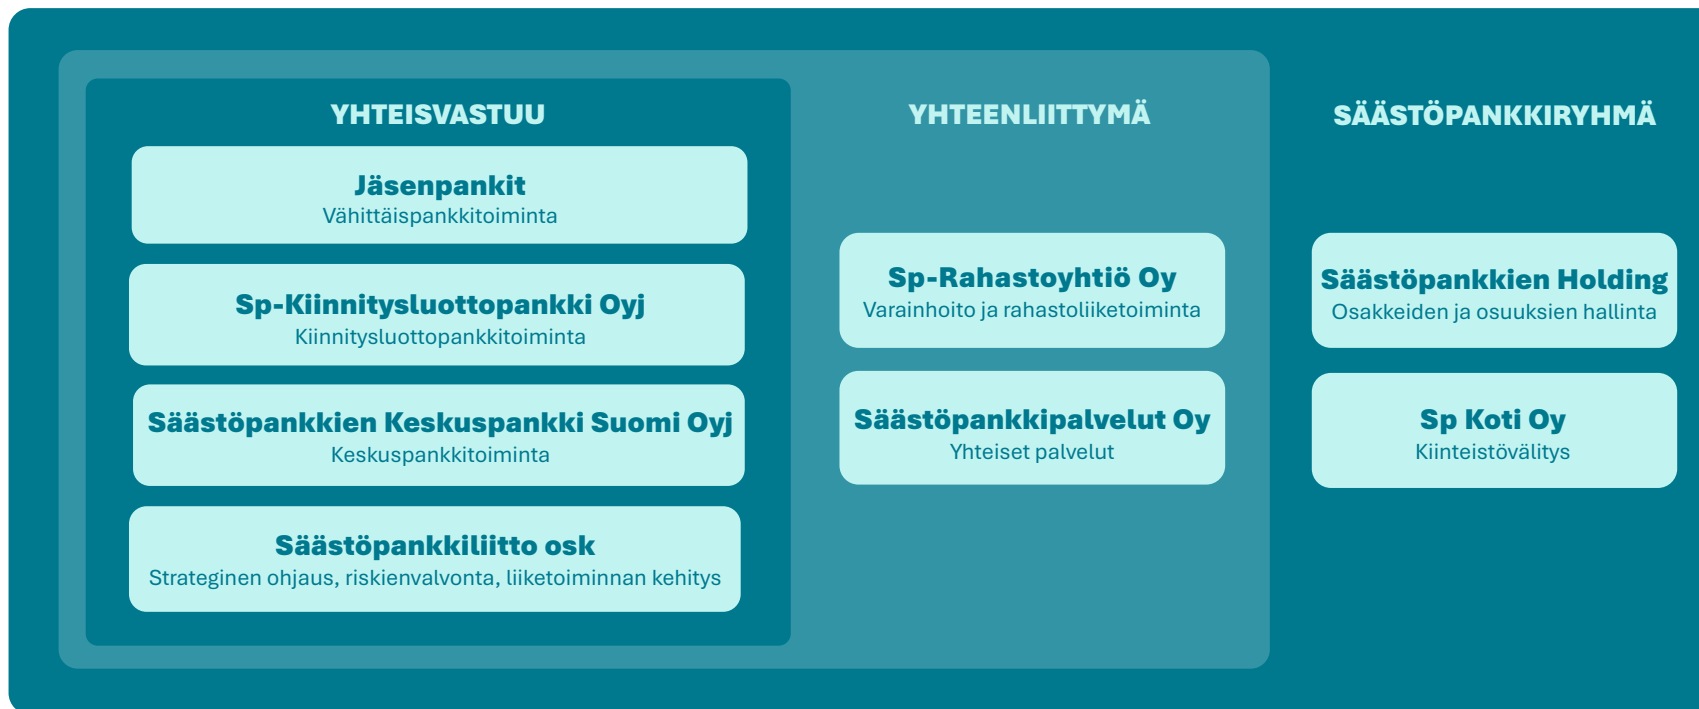 YHTEISVASTUU
Jäsenpankit
Vähittäispankkitoiminta
Sp-Kiinnitysluottopankki Oyj
Kiinnitysluottopankkitoiminta
Säästöpankkien Keskuspankki Suomi Oyj
Keskuspankkitoiminta
Säästöpankkiliitto osk
Strateginen ohjaus, riskienvalvonta, liiketoiminnan kehitys
YHTEENLIITTYMÄ
Sp-Rahastoyhtiö Oy
Varainhoito ja rahastoliiketoiminta
Säästöpankkipalvelut Oy
Yhteiset palvelut
SÄÄSTÖPANKKIRYHMÄ
Säästöpankkien Holding
Osakkeiden ja osuuksien hallinta
Sp Koti Oy
Kiinteistövälitys